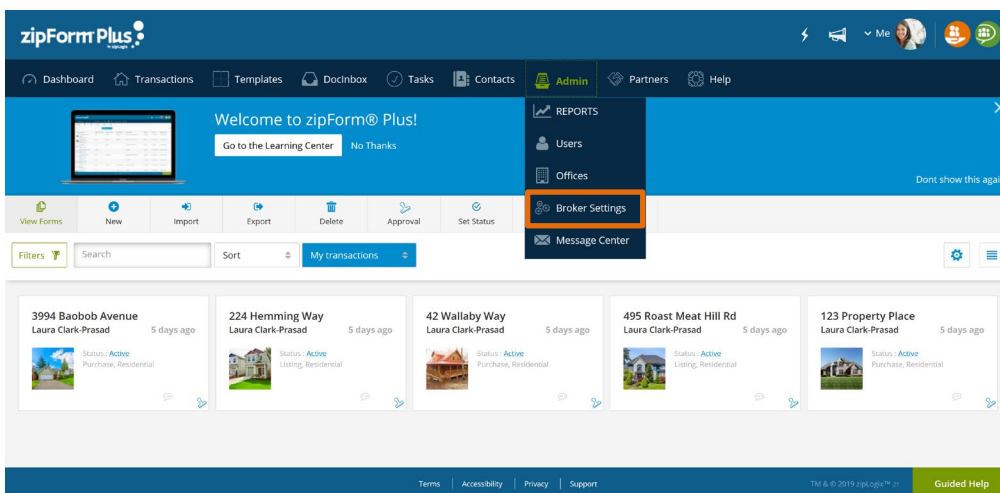 zipForm Plus
by zipLogix
Me
Dashboard Transactions Templates DocInbox Tasks Contacts Admin Partners Help
REPORTS
Users
Offices
Broker Settings
Message Center
Welcome to zipForm® Plus!
Go to the Learning Center No Thanks
Dont show this agai
View Forms New Import Export Delete Approval Set Status
Filters Search Sort My transactions
3994 Baobob Avenue
Laura Clark-Prasad 5 days ago
Status : Active
Purchase, Residential
224 Hemming Way
Laura Clark-Prasad 5 days ago
Status : Active
Listing, Residential
42 Wallaby Way
Laura Clark-Prasad 5 days ago
Status : Active
Purchase, Residential
495 Roast Meat Hill Rd
Laura Clark-Prasad 5 days ago
Status : Active
Listing, Residential
123 Property Place
Laura Clark-Prasad 5 days ago
Status : Active
Purchase, Residential
Terms | Accessibility | Privacy | Support
TM & © 2019 zipLogix™ 21
Guided Help